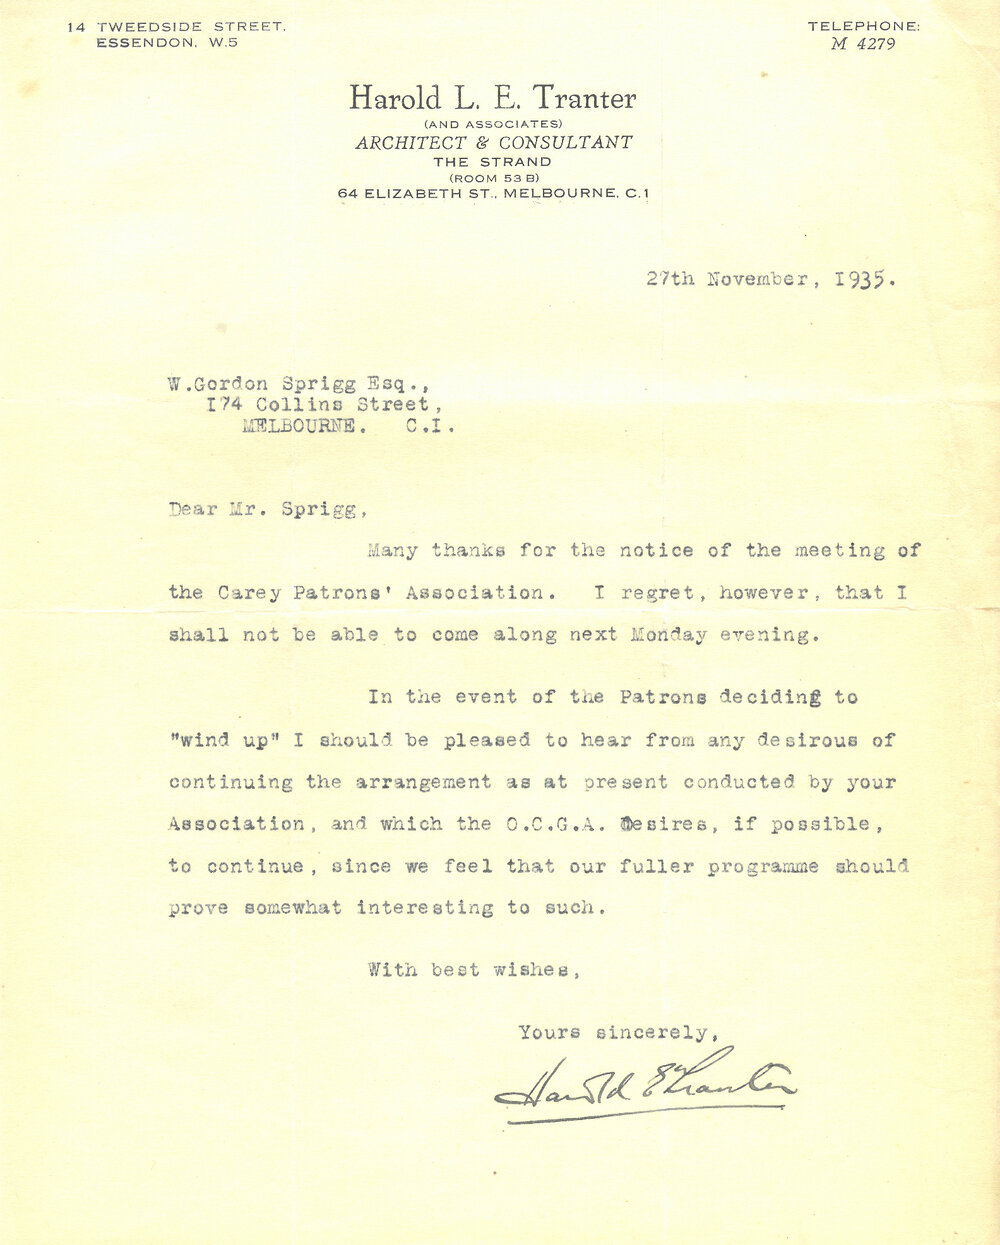 14 TWEEDSIDE STREET,
ESSENDON, W.5
TELEPHONE:
M 4279
Harold L. E. Tranter
(AND ASSOCIATES)
ARCHITECT & CONSULTANT
THE STRAND
(ROOM 53 B)
64 ELIZABETH ST., MELBOURNE, C.1
27th November, I935.
W.Gordon Sprigg Esq.,
I74 Collins Street,
MELBOURNE. C.I.
Dear Mr. Sprigg,
Many thanks for the notice of the meeting of
the Carey Patrons' Association. I regret, however, that I
shall not be able to come along next Monday evening.
In the event of the Patrons deciding to
"wind up" I should be pleased to hear from any desirous of
continuing the arrangement as at present conducted by your
Association, and which the O.C.G.A. Desires, if possible,
to continue, since we feel that our fuller programme should
prove somewhat interesting to such.
With best wishes,
Yours sincerely,
Harold E Tranter